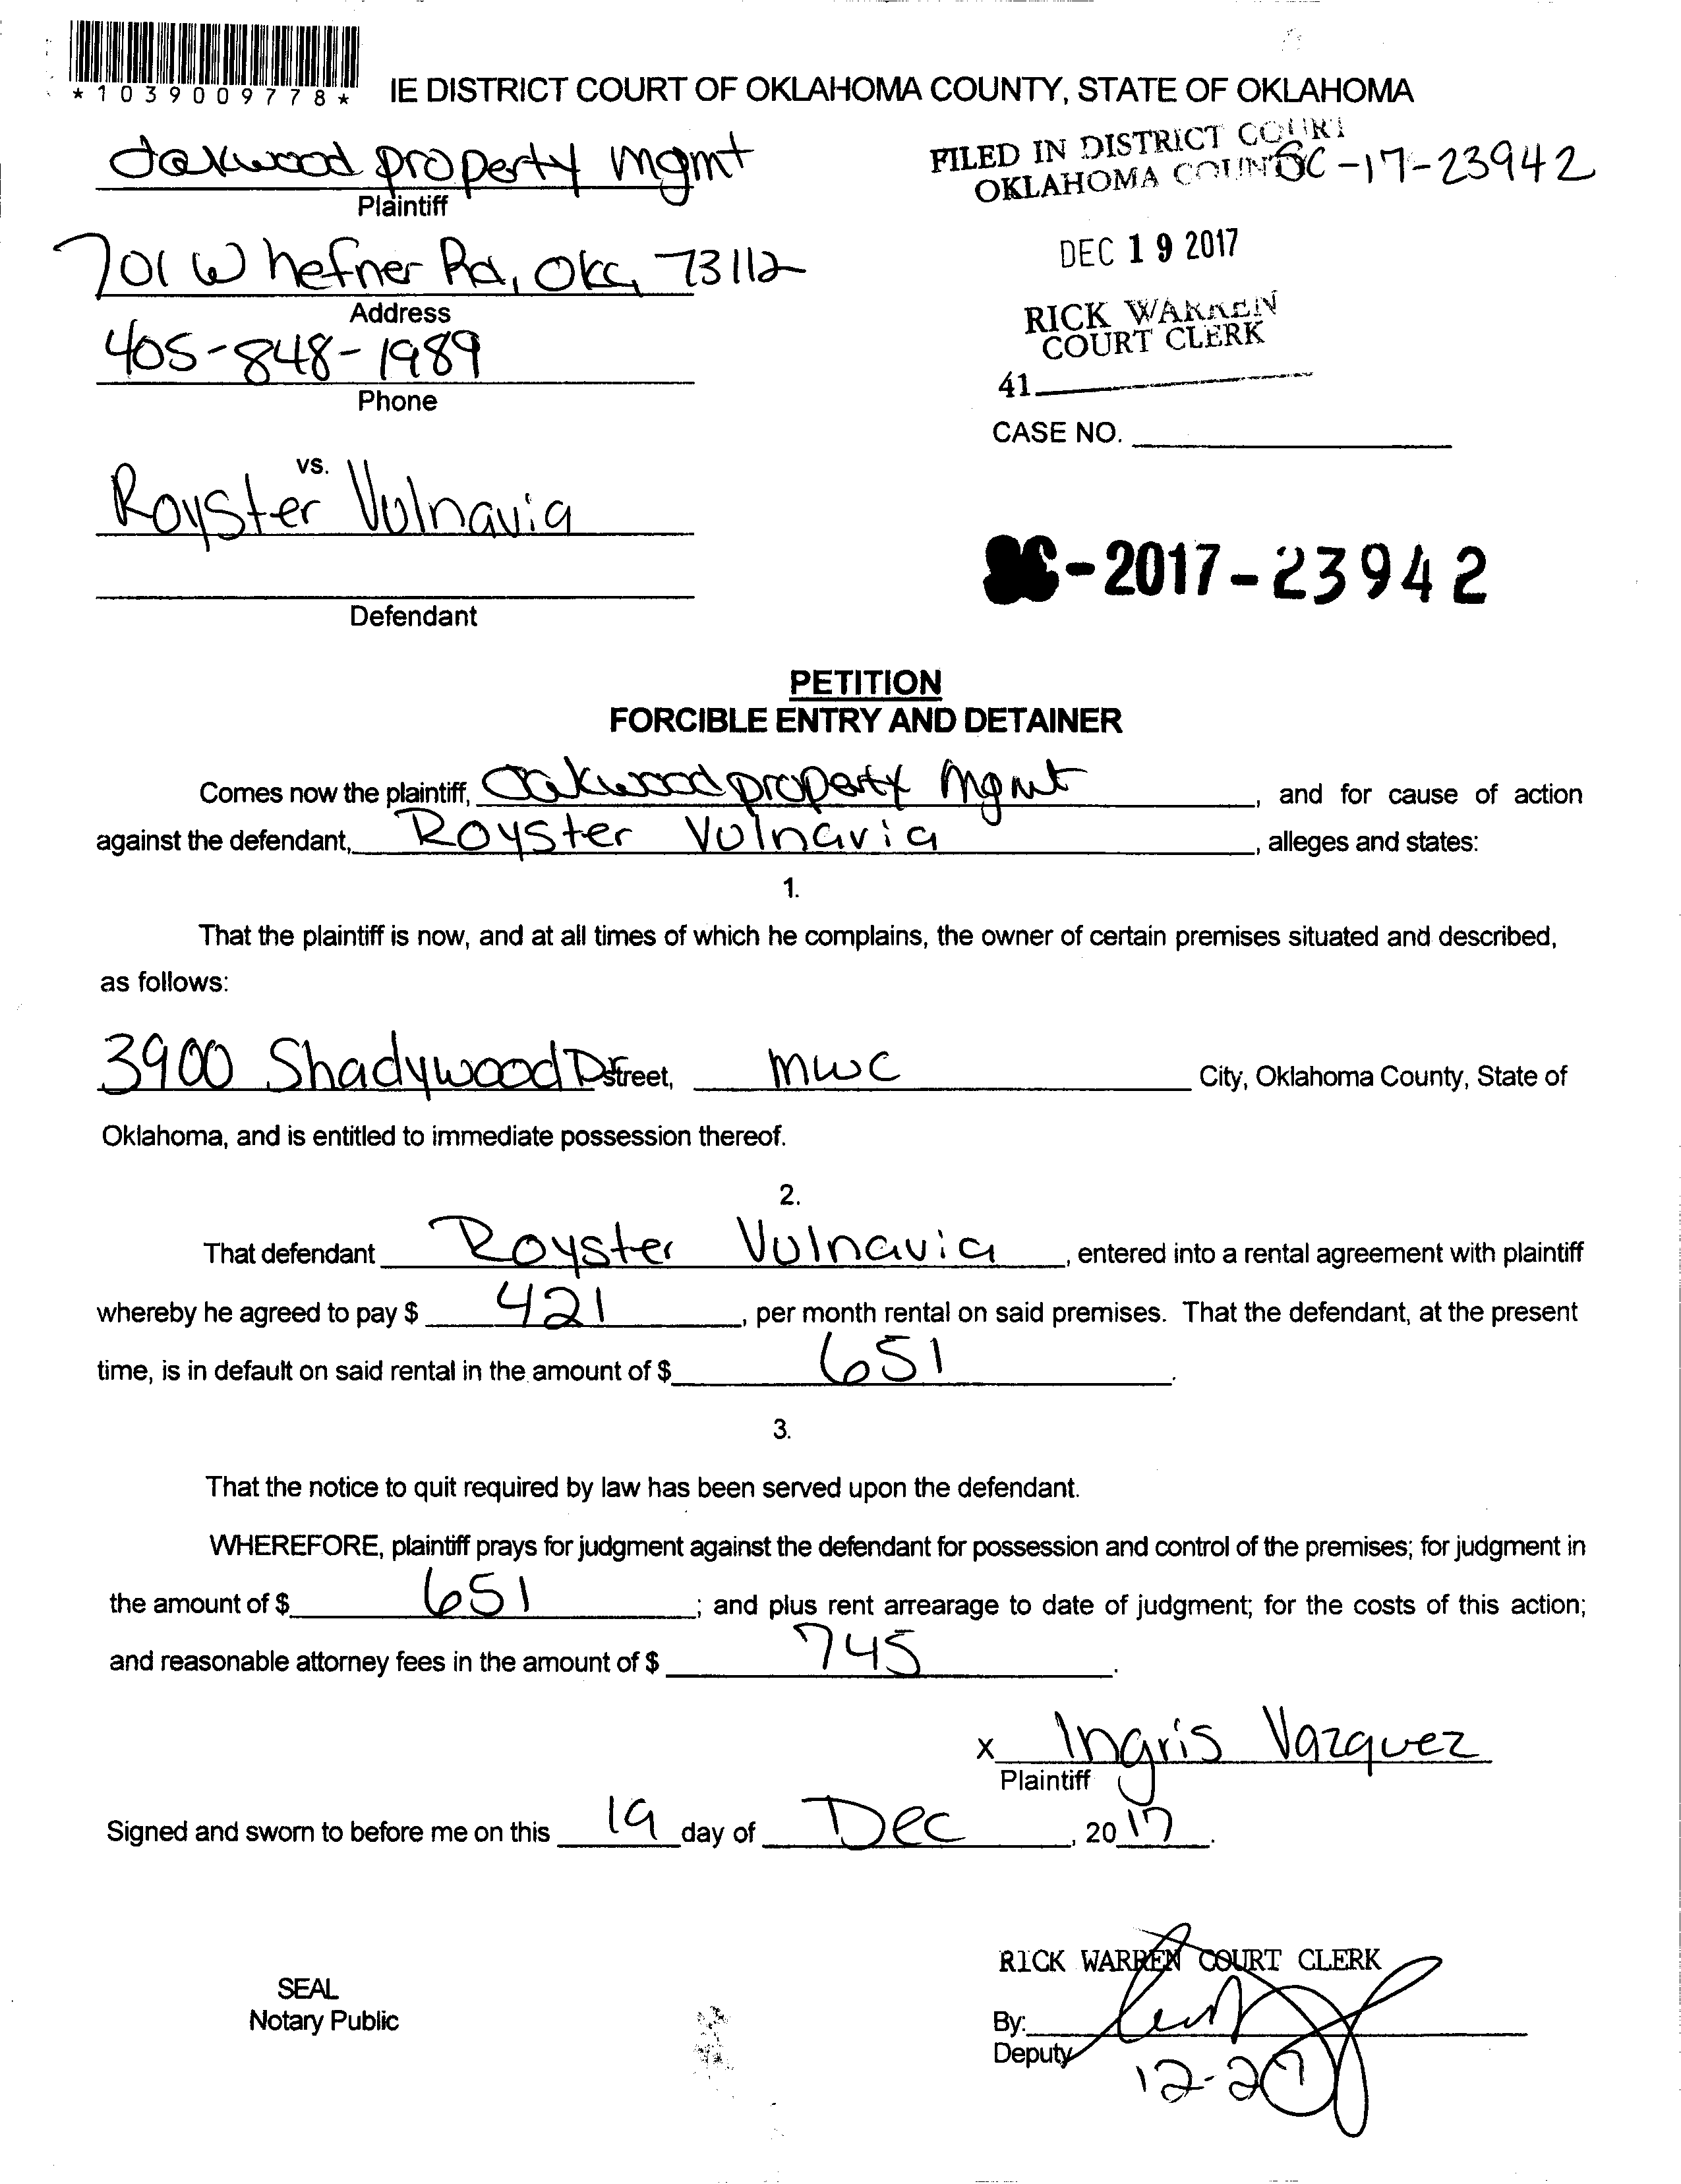 *1039009778*
IE DISTRICT COURT OF OKLAHOMA COUNTY, STATE OF OKLAHOMA
Oakwood property mgmt
Plaintiff
FILED IN DISTRICT COURT
OKLAHOMA COUNTY
SC-17-23942
701 W hefner Rd, OKC, 73112
Address
DEC 19 2017
405-848-1989
Phone
RICK WARREN
COURT CLERK
41
CASE NO.
vs.
Royster Vulnavia
Defendant
SC-2017-23942
PETITION
FORCIBLE ENTRY AND DETAINER
Comes now the plaintiff, Oakwood property Mgmt, and for cause of action
against the defendant, Royster Vulnavia, alleges and states:
1.
That the plaintiff is now, and at all times of which he complains, the owner of certain premises situated and described,
as follows:
3900 Shadywood Dr Street, mwc City, Oklahoma County, State of
Oklahoma, and is entitled to immediate possession thereof.
2.
That defendant Royster Vulnavia, entered into a rental agreement with plaintiff
whereby he agreed to pay $ 421, per month rental on said premises. That the defendant, at the present
time, is in default on said rental in the amount of $ 651.
3.
That the notice to quit required by law has been served upon the defendant.
WHEREFORE, plaintiff prays for judgment against the defendant for possession and control of the premises; for judgment in
the amount of $ 651; and plus rent arrearage to date of judgment; for the costs of this action;
and reasonable attorney fees in the amount of $ 745.
x Ingris Vazquez
Plaintiff
Signed and sworn to before me on this 19 day of Dec, 2017.
RICK WARREN COURT CLERK
SEAL
Notary Public
By:
Deputy
12-27